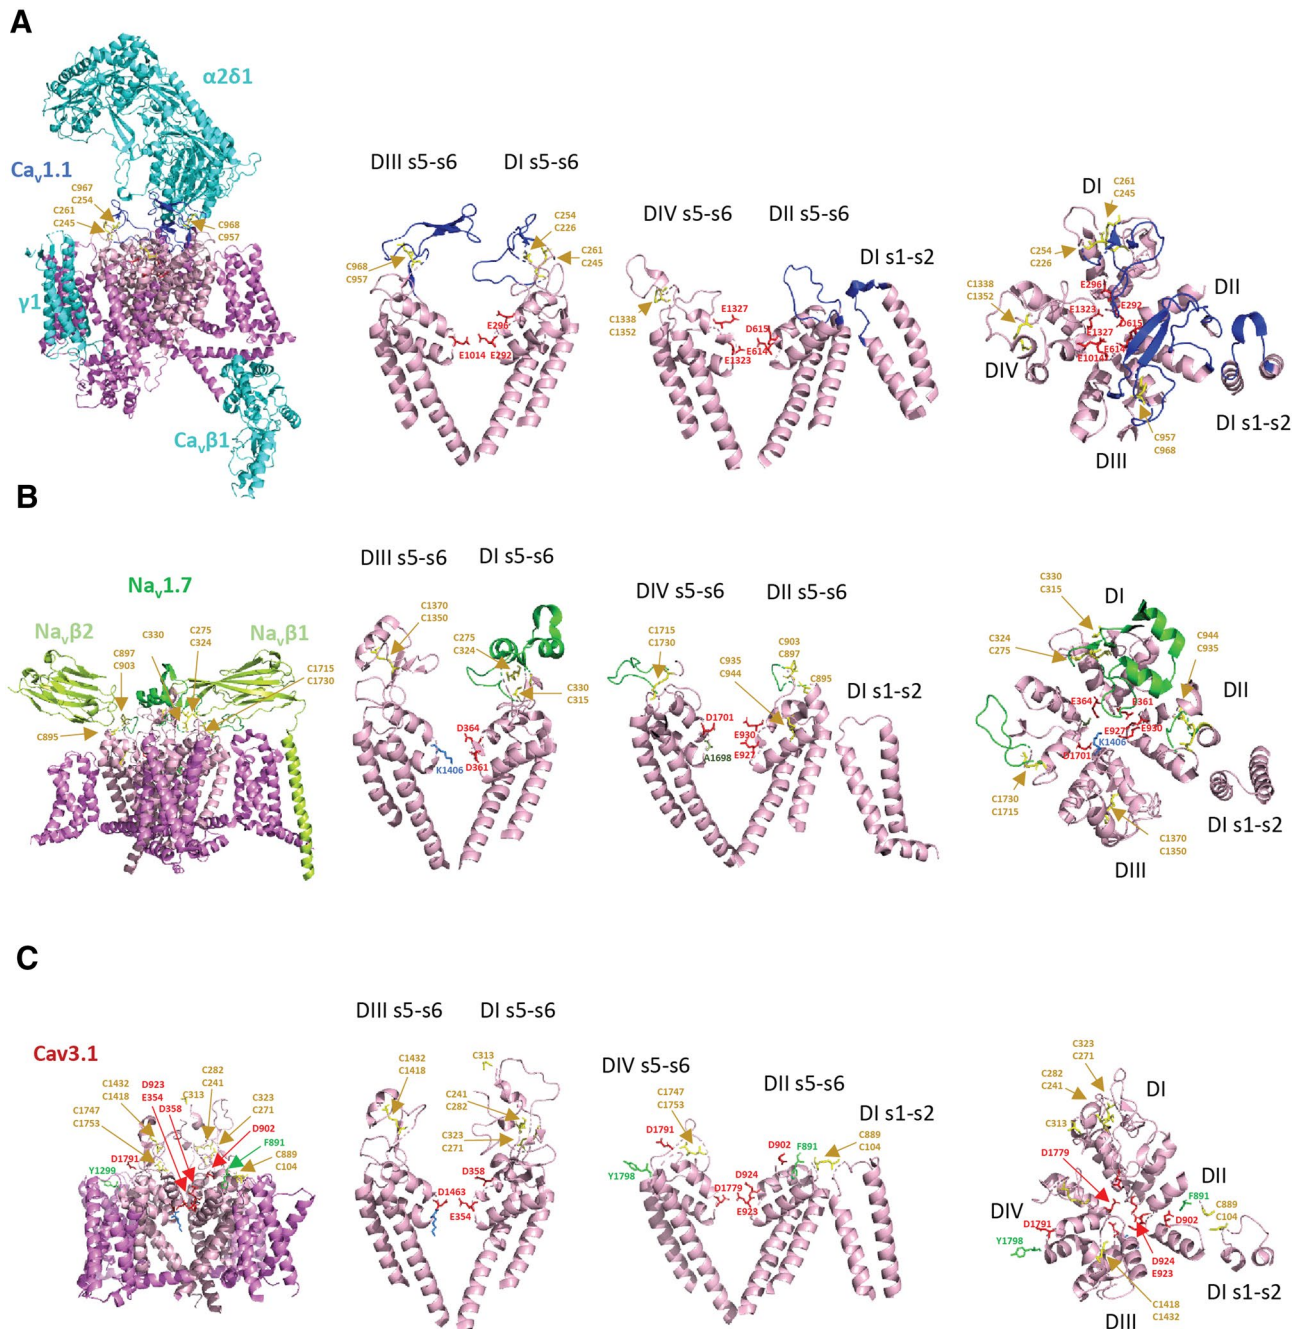 A
α2δ1
Cav1.1
C967
C254
C261
C245
C968
C957
γ1
Cavβ1
DIII s5-s6
DI s5-s6
C254
C226
C261
C245
C968
C957
E296
E1014
E292
DIV s5-s6
DII s5-s6
DI s1-s2
C1338
C1352
E1327
D615
E614
E1323
DI
C261
C245
C254
C226
C1338
C1352
E296
E292
E1323
D615
E1327
E614
E1014
DII
DIV
DI s1-s2
C957
C968
DIII
B
Nav1.7
Navβ2
Navβ1
C330
C275
C324
C897
C903
C1715
C1730
C895
DIII s5-s6
DI s5-s6
C1370
C1350
C275
C324
C330
C315
D364
K1406
D361
DIV s5-s6
DII s5-s6
DI s1-s2
C1715
C1730
C903
C897
C935
C944
C895
D1701
E930
A1698
E927
C330
C315
DI
C324
C275
C944
C935
DII
E364
E361
E927
E930
K1406
D1701
C1730
C1715
DI s1-s2
C1370
C1350
DIII
C
Cav3.1
C1432
C1418
D923
E354
D358
C313
C282
C241
C323
C271
C1747
C1753
D902
F891
D1791
C889
C104
Y1299
DIII s5-s6
DI s5-s6
C313
C1432
C1418
C241
C282
C323
C271
D358
D1463
E354
DIV s5-s6
DII s5-s6
DI s1-s2
C1747
C1753
D1791
D902
F891
C889
C104
Y1798
D924
D1779
E923
C323
C271
C282
C241
DI
C313
D1779
DII
F891
C889
C104
DIV
D1791
D902
Y1798
D924
E923
DI s1-s2
C1418
C1432
DIII